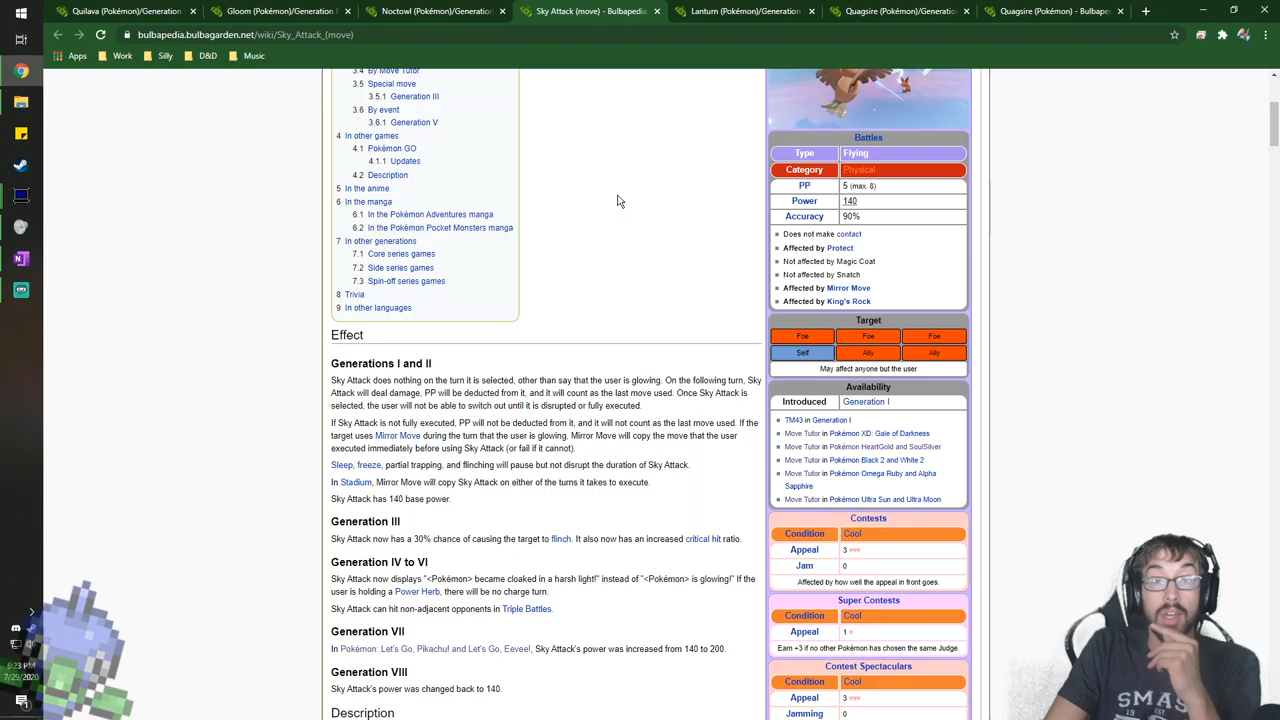 Quilava (Pokémon)/Generation
Gloom (Pokémon)/Generation I
Noctowl (Pokémon)/Generation
Sky Attack (move) - Bulbapedia
Lanturn (Pokémon)/Generation
Quagsire (Pokémon)/Generation
Quagsire (Pokémon) - Bulbapedi
bulbapedia.bulbagarden.net/wiki/Sky_Attack_(move)
Apps Work Silly D&D Music
3.4 By Move Tutor
3.5 Special move
3.5.1 Generation III
3.6 By event
3.6.1 Generation V
4 In other games
4.1 Pokémon GO
4.1.1 Updates
4.2 Description
5 In the anime
6 In the manga
6.1 In the Pokémon Adventures manga
6.2 In the Pokémon Pocket Monsters manga
7 In other generations
7.1 Core series games
7.2 Side series games
7.3 Spin-off series games
8 Trivia
9 In other languages
Effect
Generations I and II
Sky Attack does nothing on the turn it is selected, other than say that the user is glowing. On the following turn, Sky
Attack will deal damage, PP will be deducted from it, and it will count as the last move used. Once Sky Attack is
selected, the user will not be able to switch out until it is disrupted or fully executed.
If Sky Attack is not fully executed, PP will not be deducted from it, and it will not count as the last move used. If the
target uses Mirror Move during the turn that the user is glowing, Mirror Move will copy the move that the user
executed immediately before using Sky Attack (or fail if it cannot).
Sleep, freeze, partial trapping, and flinching will pause but not disrupt the duration of Sky Attack.
In Stadium, Mirror Move will copy Sky Attack on either of the turns it takes to execute.
Sky Attack has 140 base power.
Generation III
Sky Attack now has a 30% chance of causing the target to flinch. It also now has an increased critical hit ratio.
Generation IV to VI
Sky Attack now displays "<Pokémon> became cloaked in a harsh light!" instead of "<Pokémon> is glowing!" If the
user is holding a Power Herb, there will be no charge turn.
Sky Attack can hit non-adjacent opponents in Triple Battles.
Generation VII
In Pokémon: Let's Go, Pikachu! and Let's Go, Eevee!, Sky Attack's power was increased from 140 to 200.
Generation VIII
Sky Attack's power was changed back to 140.
Description
Battles
Type Flying
Category Physical
PP 5 (max. 8)
Power 140
Accuracy 90%
Does not make contact
Affected by Protect
Not affected by Magic Coat
Not affected by Snatch
Affected by Mirror Move
Affected by King's Rock
Target
Foe Foe Foe
Self Ally Ally
May affect anyone but the user
Availability
Introduced Generation I
TM43 in Generation I
Move Tutor in Pokémon XD: Gale of Darkness
Move Tutor in Pokémon HeartGold and SoulSilver
Move Tutor in Pokémon Black 2 and White 2
Move Tutor in Pokémon Omega Ruby and Alpha
Sapphire
Move Tutor in Pokémon Ultra Sun and Ultra Moon
Contests
Condition Cool
Appeal 3
Jam 0
Affected by how well the appeal in front goes.
Super Contests
Condition Cool
Appeal 1
Earn +3 if no other Pokémon has chosen the same Judge.
Contest Spectaculars
Condition Cool
Appeal 3
Jamming 0
5:23 PM
7/29/2020
SMAS